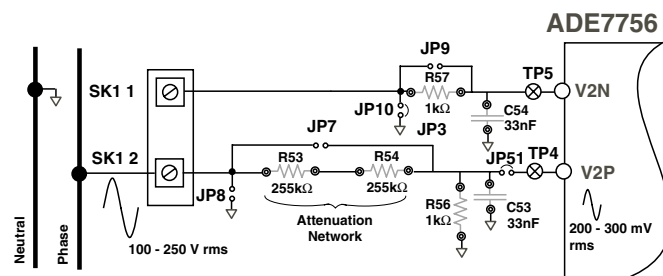 ADE7756
JP9
R57
1kΩ
TP5
V2N
SK1 1
JP10
C54
33nF
JP7
JP3
SK1 2
R53
255kΩ
R54
255kΩ
JP51
TP4
V2P
JP8
R56
1kΩ
C53
33nF
Attenuation
Network
Neutral
Phase
100 - 250 V rms
200 - 300 mV
rms